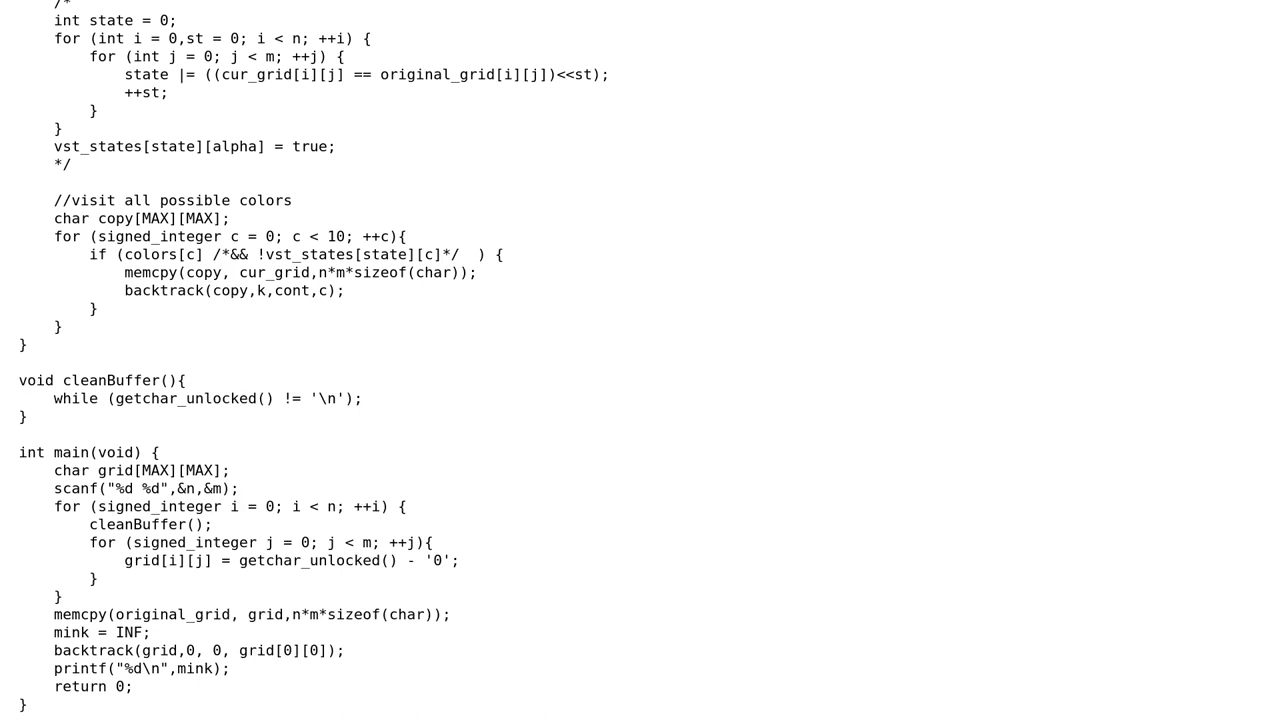 /*
int state = 0;
for (int i = 0,st = 0; i < n; ++i) {
for (int j = 0; j < m; ++j) {
state |= ((cur_grid[i][j] == original_grid[i][j])<<st);
++st;
}
}
vst_states[state][alpha] = true;
*/
//visit all possible colors
char copy[MAX][MAX];
for (signed_integer c = 0; c < 10; ++c){
if (colors[c] /*&& !vst_states[state][c]*/  ) {
memcpy(copy, cur_grid,n*m*sizeof(char));
backtrack(copy,k,cont,c);
}
}
}
void cleanBuffer(){
while (getchar_unlocked() != '\n');
}
int main(void) {
char grid[MAX][MAX];
scanf("%d %d",&n,&m);
for (signed_integer i = 0; i < n; ++i) {
cleanBuffer();
for (signed_integer j = 0; j < m; ++j){
grid[i][j] = getchar_unlocked() - '0';
}
}
memcpy(original_grid, grid,n*m*sizeof(char));
mink = INF;
backtrack(grid,0, 0, grid[0][0]);
printf("%d\n",mink);
return 0;
}